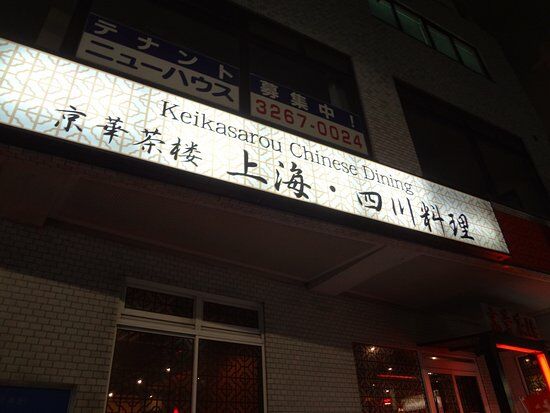 テナント募集中！
ニューハウス 3267-0024
Keikasarou Chinese Dining
京華茶楼 上海・四川料理